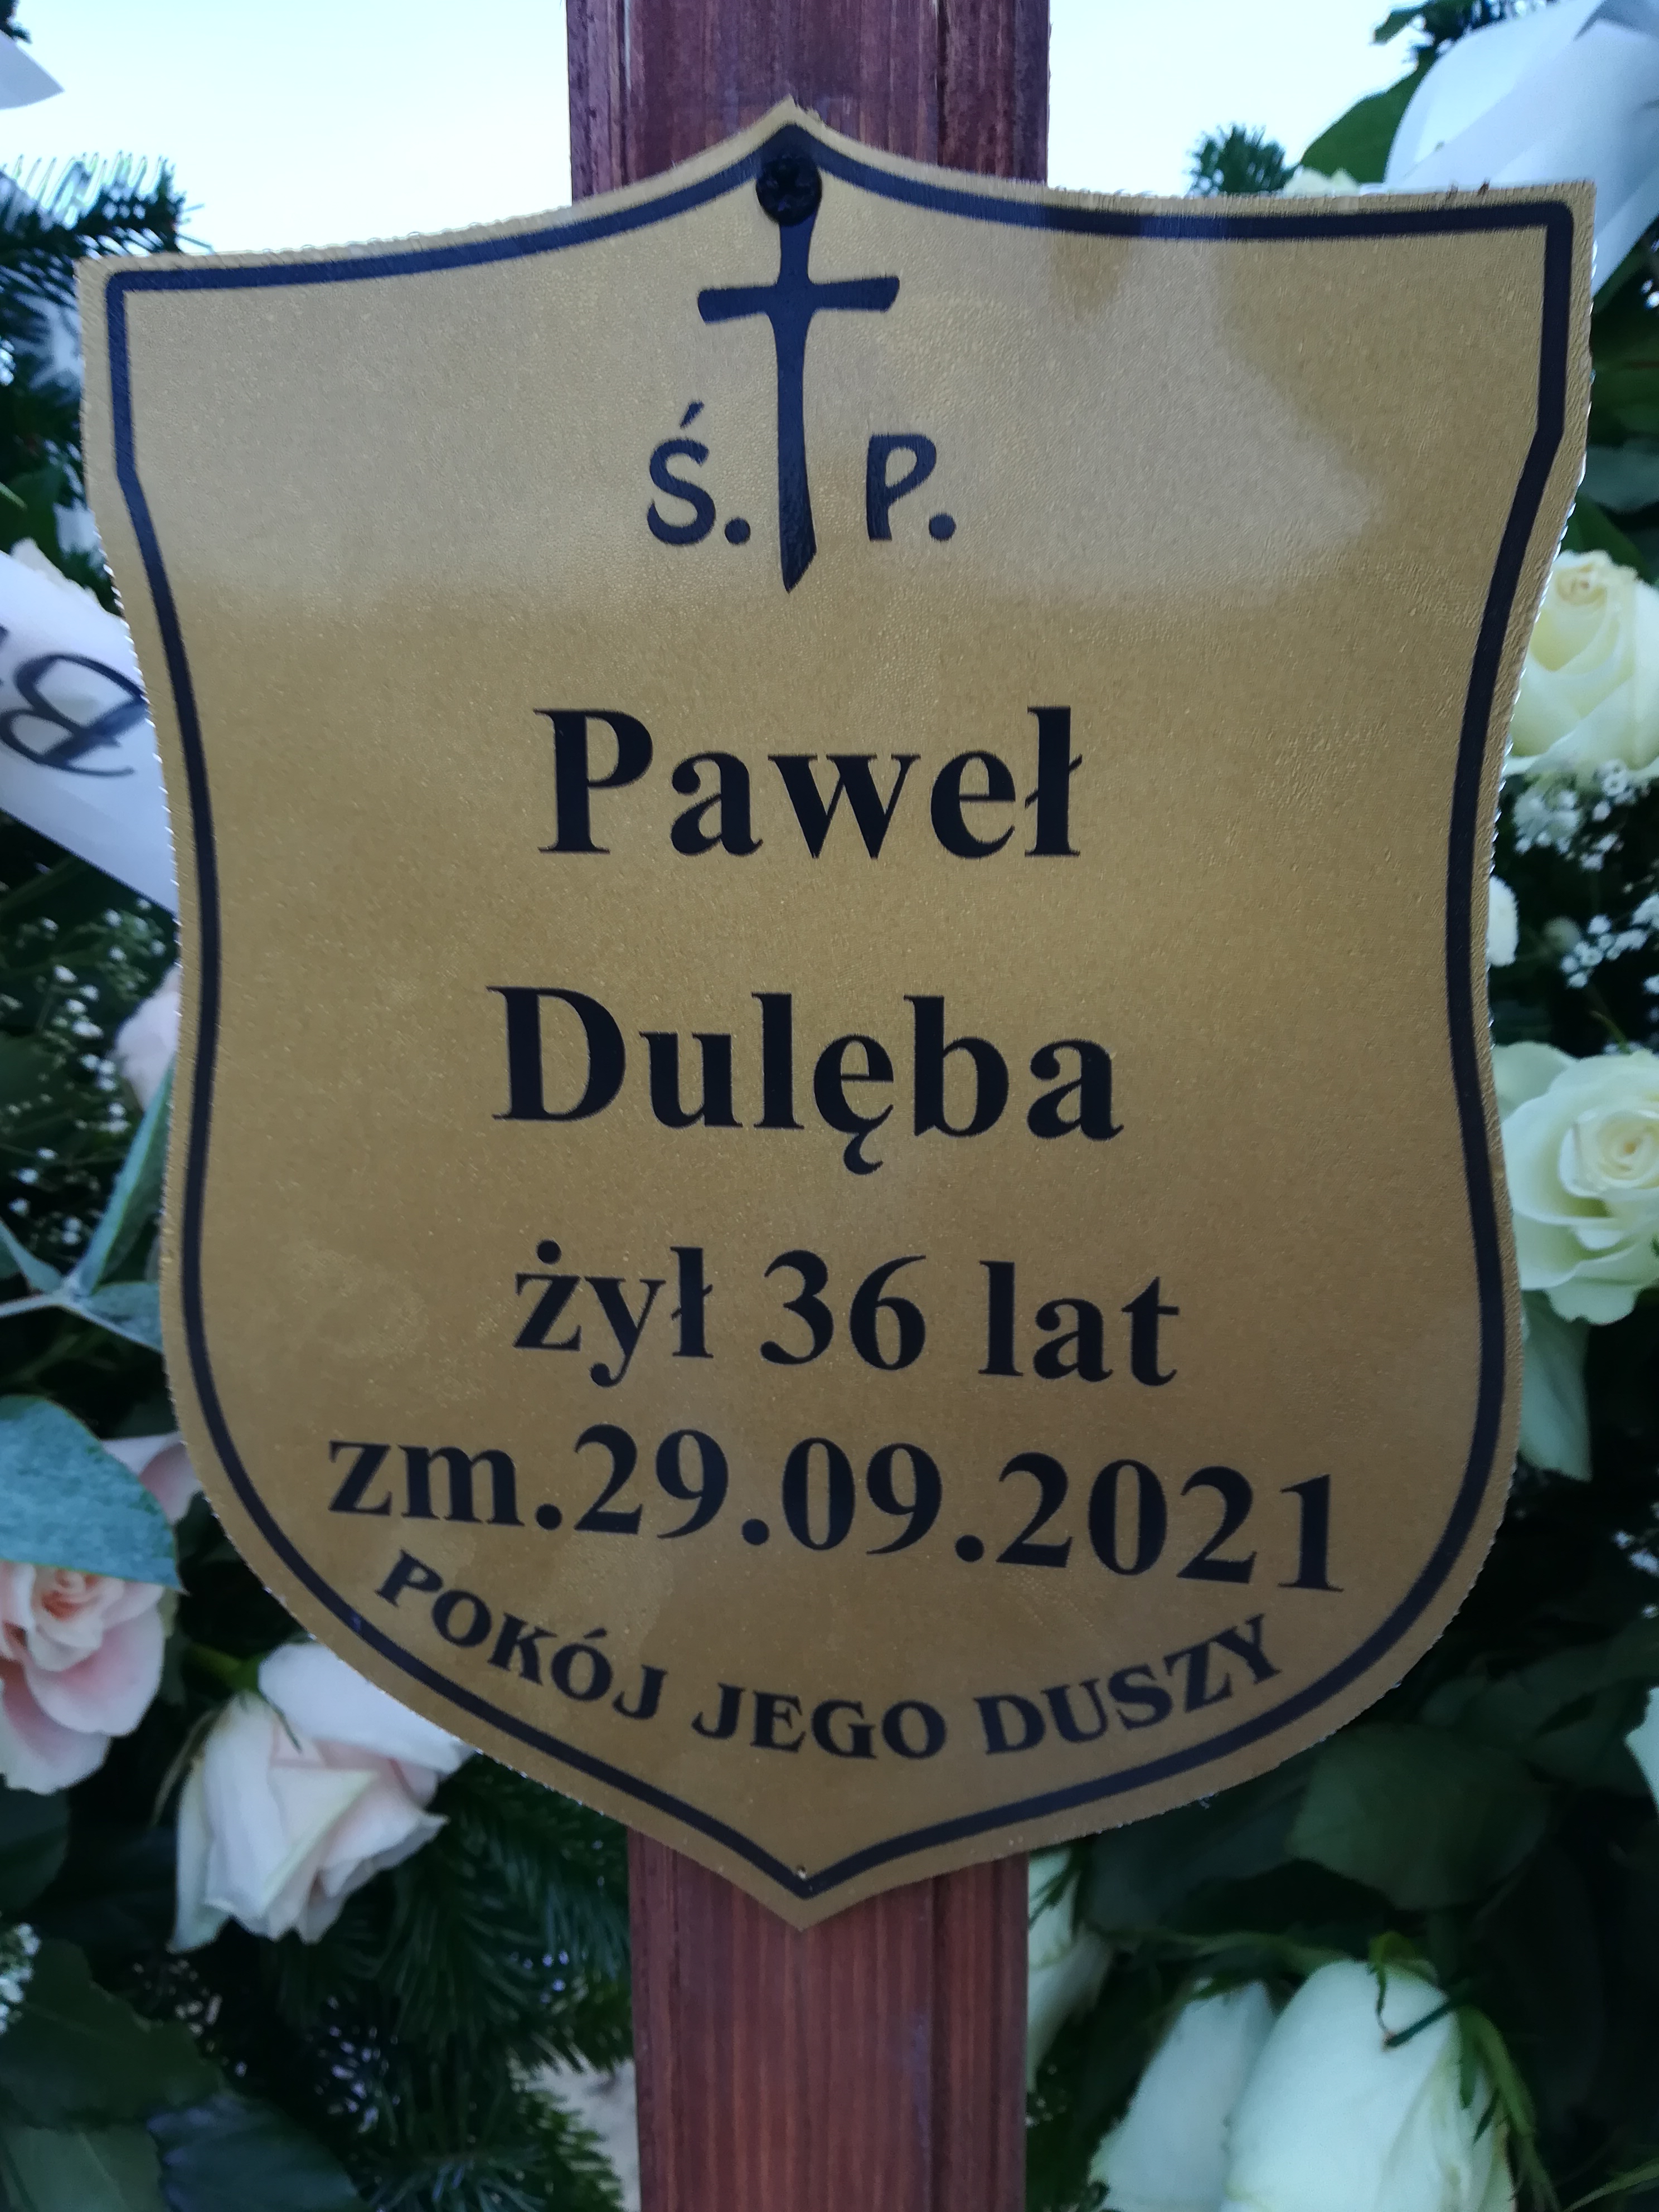 Ś. P.
Paweł
Dulęba
żył 36 lat
zm.29.09.2021
POKÓJ JEGO DUSZY